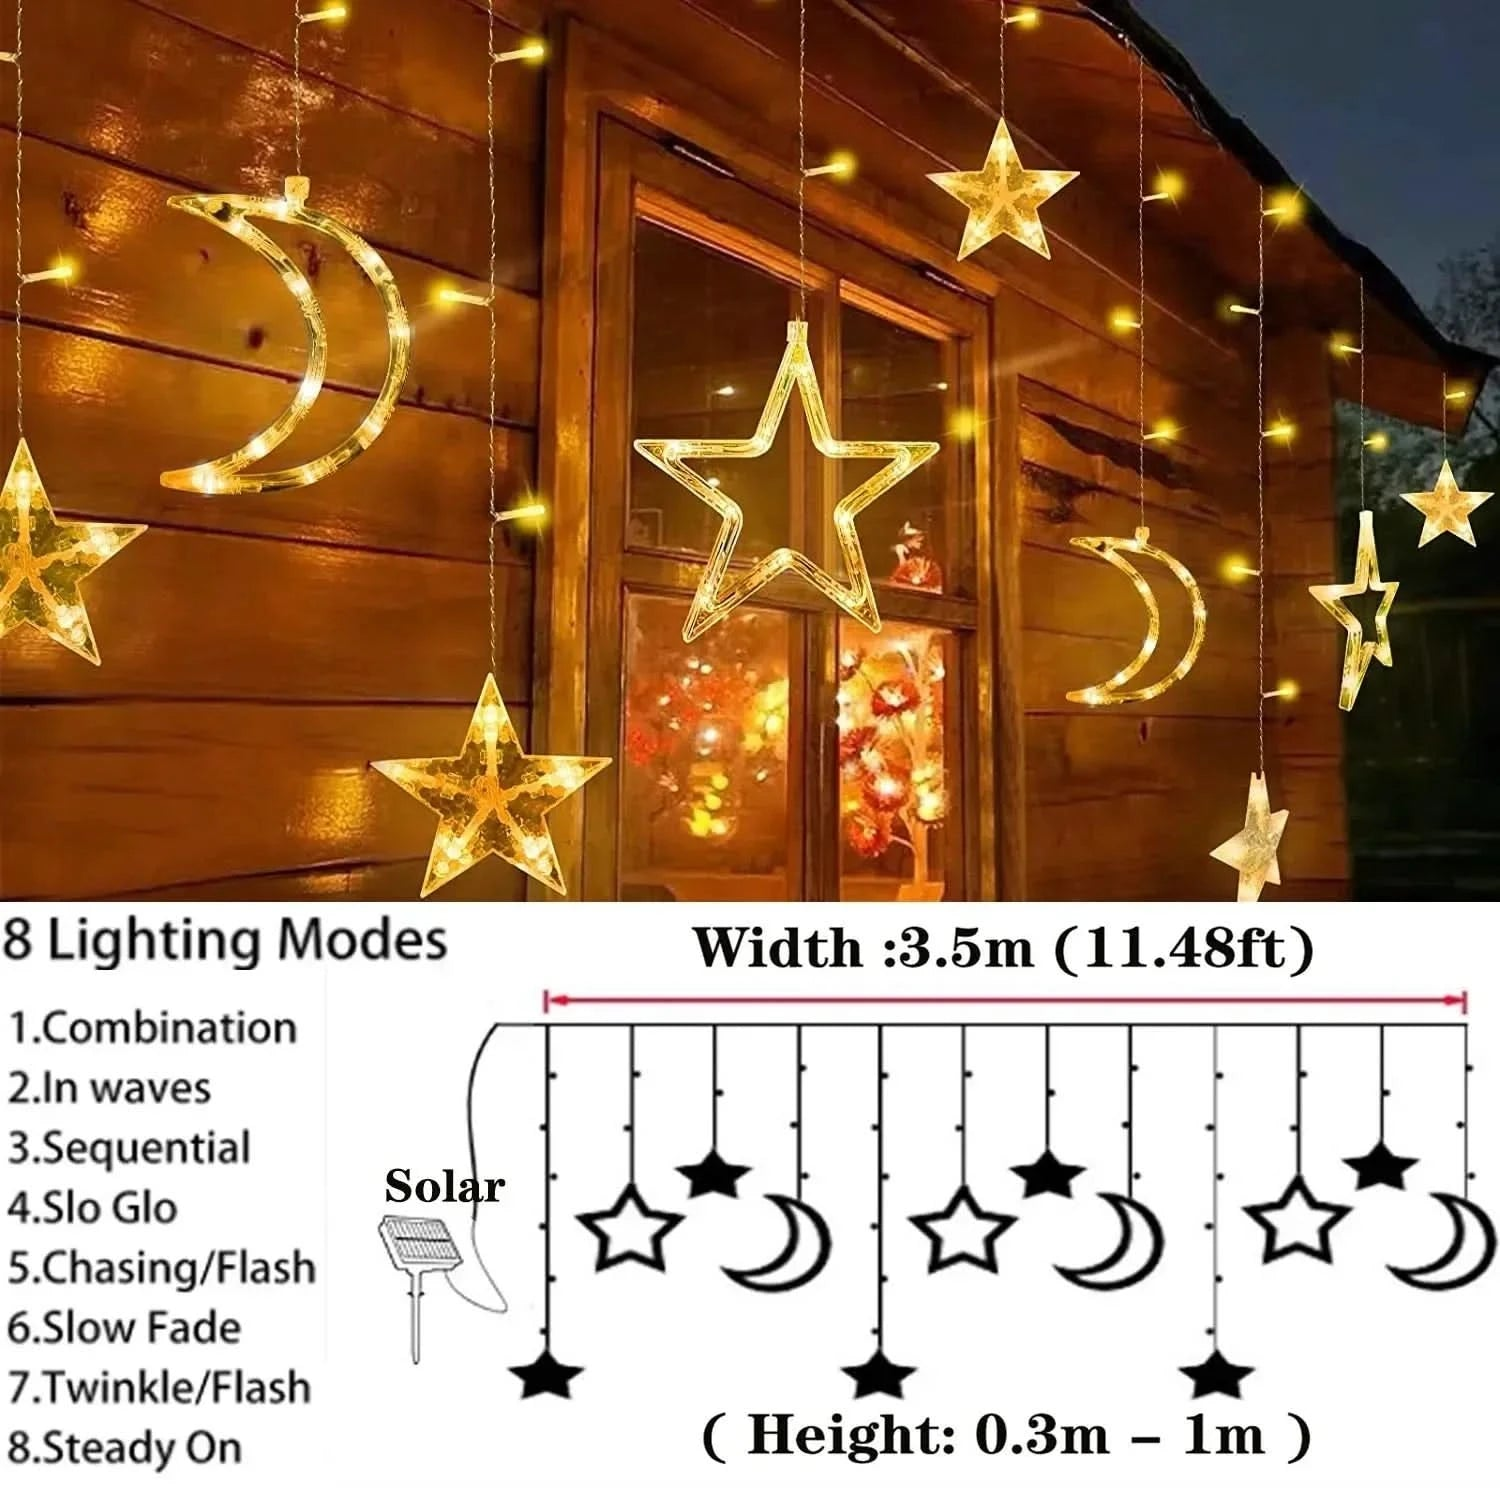 8 Lighting Modes
1.Combination
2.In waves
3.Sequential
4.Slo Glo
5.Chasing/Flash
6.Slow Fade
7.Twinkle/Flash
8.Steady On
Width :3.5m (11.48ft)
Solar
( Height: 0.3m – 1m )